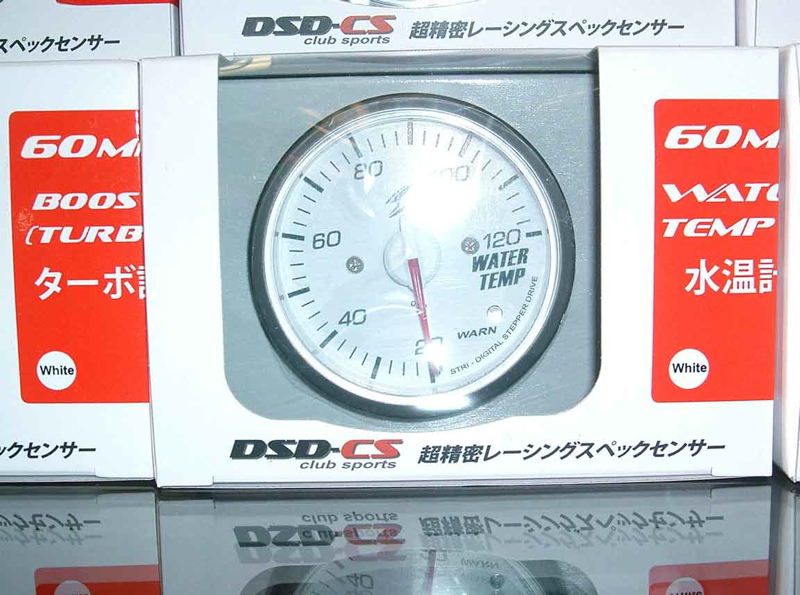 DSD-CS
club sports
超精密レーシングスペックセンサー
スペックセンサー
60
BOOS
(TURB
ターボ計
White
80
100
60
120
WATER
TEMP
40
20
WARN
STRI - DIGITAL STEPPER DRIVE
60
WAT
TEMP
水温計
White
DSD-CS
club sports
超精密レーシングスペックセンサー
ックセンサー